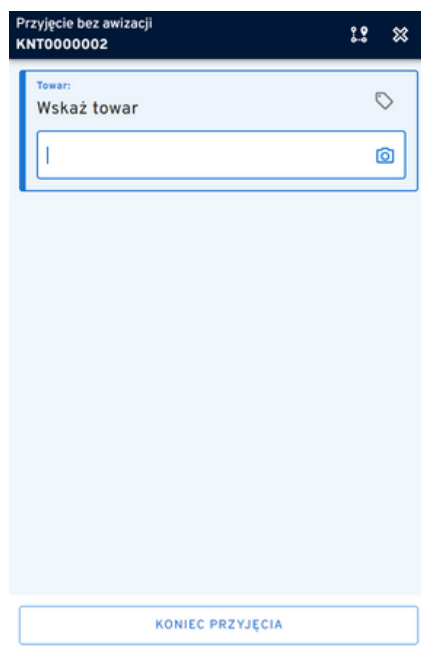 Przyjęcie bez awizacji
KNT0000002
Towar:
Wskaż towar
KONIEC PRZYJĘCIA